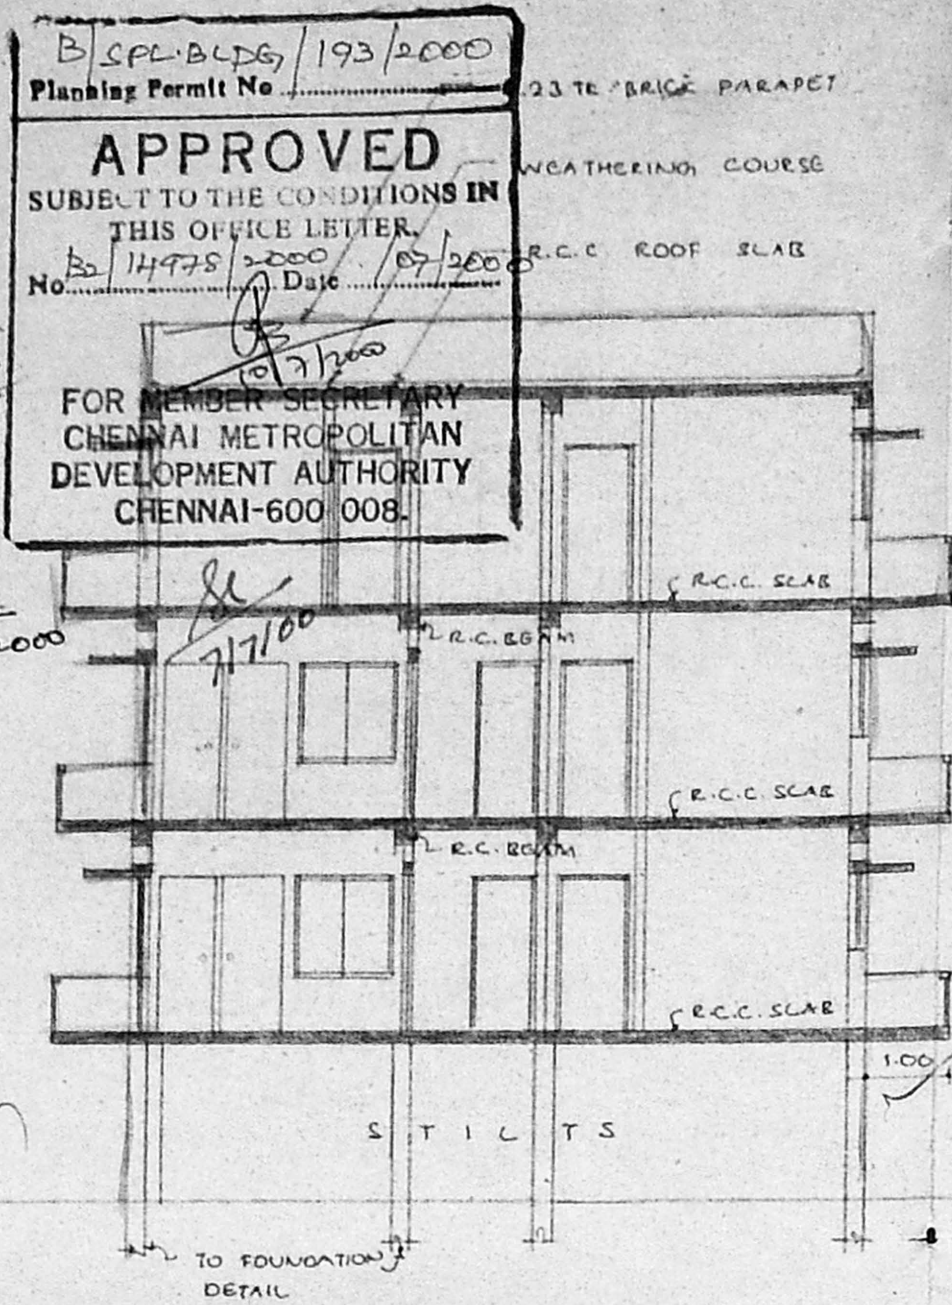 B/SPL.BLDG/193/2000
Planning Permit No
APPROVED
SUBJECT TO THE CONDITIONS IN
THIS OFFICE LETTER.
B2/14978/2000 07/2000
No. Date
10/7/2000
FOR MEMBER SECRETARY
CHENNAI METROPOLITAN
DEVELOPMENT AUTHORITY
CHENNAI-600 008.
23 TK BRICK PARAPET
WEATHERING COURSE
R.C.C ROOF SLAB
7/7/00
2000
R.C.C. SLAB
R.C. BEAM
R.C.C. SLAB
R.C. BEAM
R.C.C. SLAB
1.00
STILTS
TO FOUNDATION
DETAIL